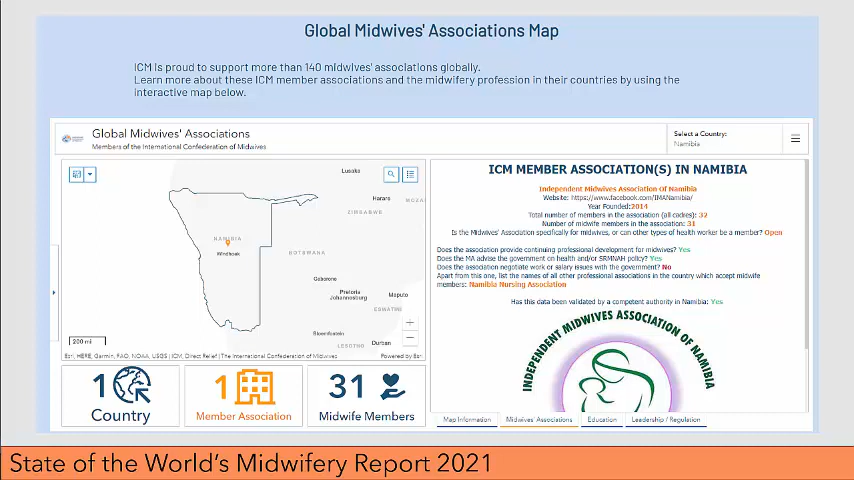 Global Midwives' Associations Map
ICM is proud to support more than 140 midwives' associations globally.
Learn more about these ICM member associations and the midwifery profession in their countries by using the
interactive map below.
Global Midwives' Associations
Members of the International Confederation of Midwives
Select a Country:
Namibia
Lusaka
Harare
ZIMBABWE
NAMIBIA
Windhoek
BOTSWANA
Gaborone
Pretoria
Johannesburg
Maputo
ESWATINI
Bloemfontein
LESOTHO
Durban
200 mi
Esri, HERE, Garmin, FAO, NOAA, USGS | ICM, Direct Relief | The International Confederation of Midwives
Powered by Esri
1
Country
1
Member Association
31
Midwife Members
ICM MEMBER ASSOCIATION(S) IN NAMIBIA
Independent Midwives Association Of Namibia
Website: https://www.facebook.com/IMANamibia/
Year Founded:2014
Total number of members in the association (all cadres): 32
Number of midwife members in the association: 31
Is the Midwives' Association specifically for midwives, or can other types of health worker be a member? Open
Does the association provide continuing professional development for midwives? Yes
Does the MA advise the government on health and/or SRMNAH policy? Yes
Does the association negotiate work or salary issues with the government? No
Apart from this one, list the names of all other professional associations in the country which accept midwife
members: Namibia Nursing Association
Has this data been validated by a competent authority in Namibia: Yes
INDEPENDENT MIDWIVES ASSOCIATION OF NAMIBIA
Map Information
Midwives' Associations
Education
Leadership / Regulation
State of the World's Midwifery Report 2021